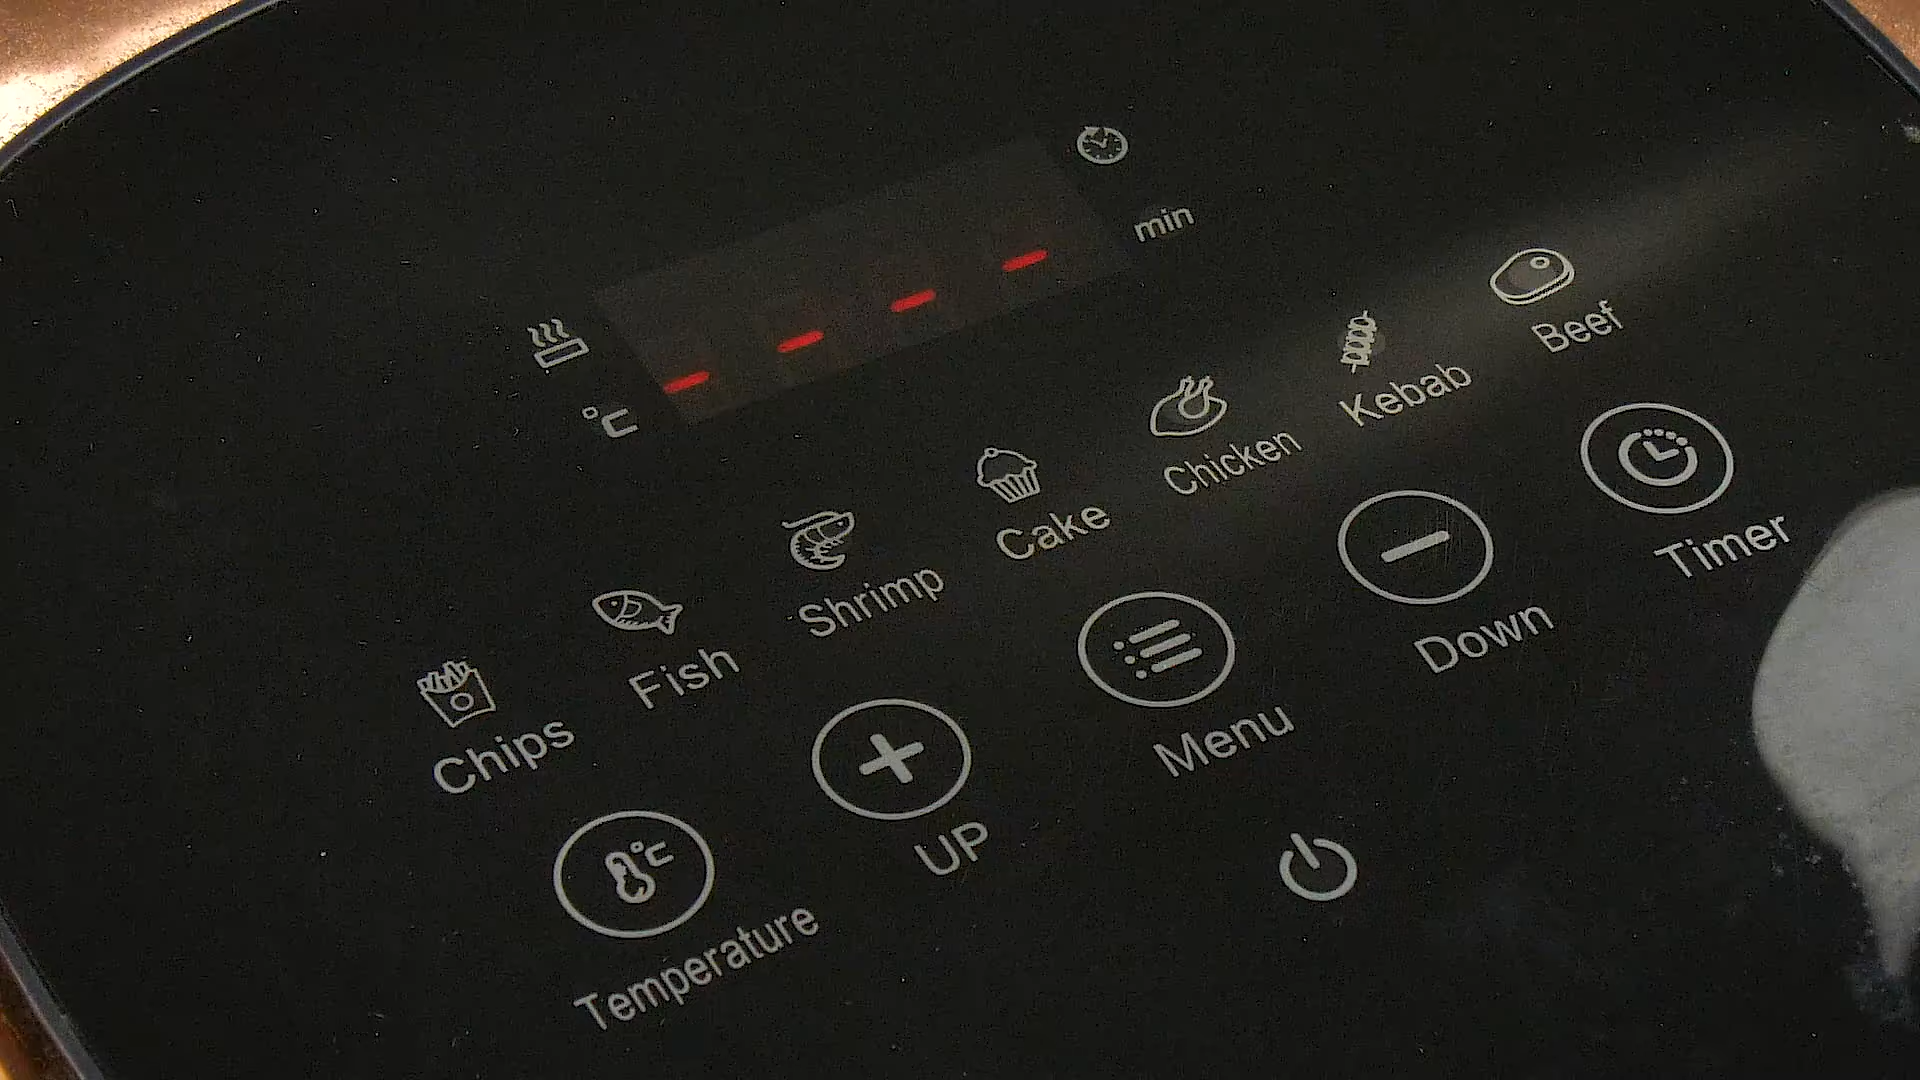 min
°C
- - - -
Chips Fish Shrimp Cake Chicken Kebab Beef
°C
Temperature UP Menu Down Timer